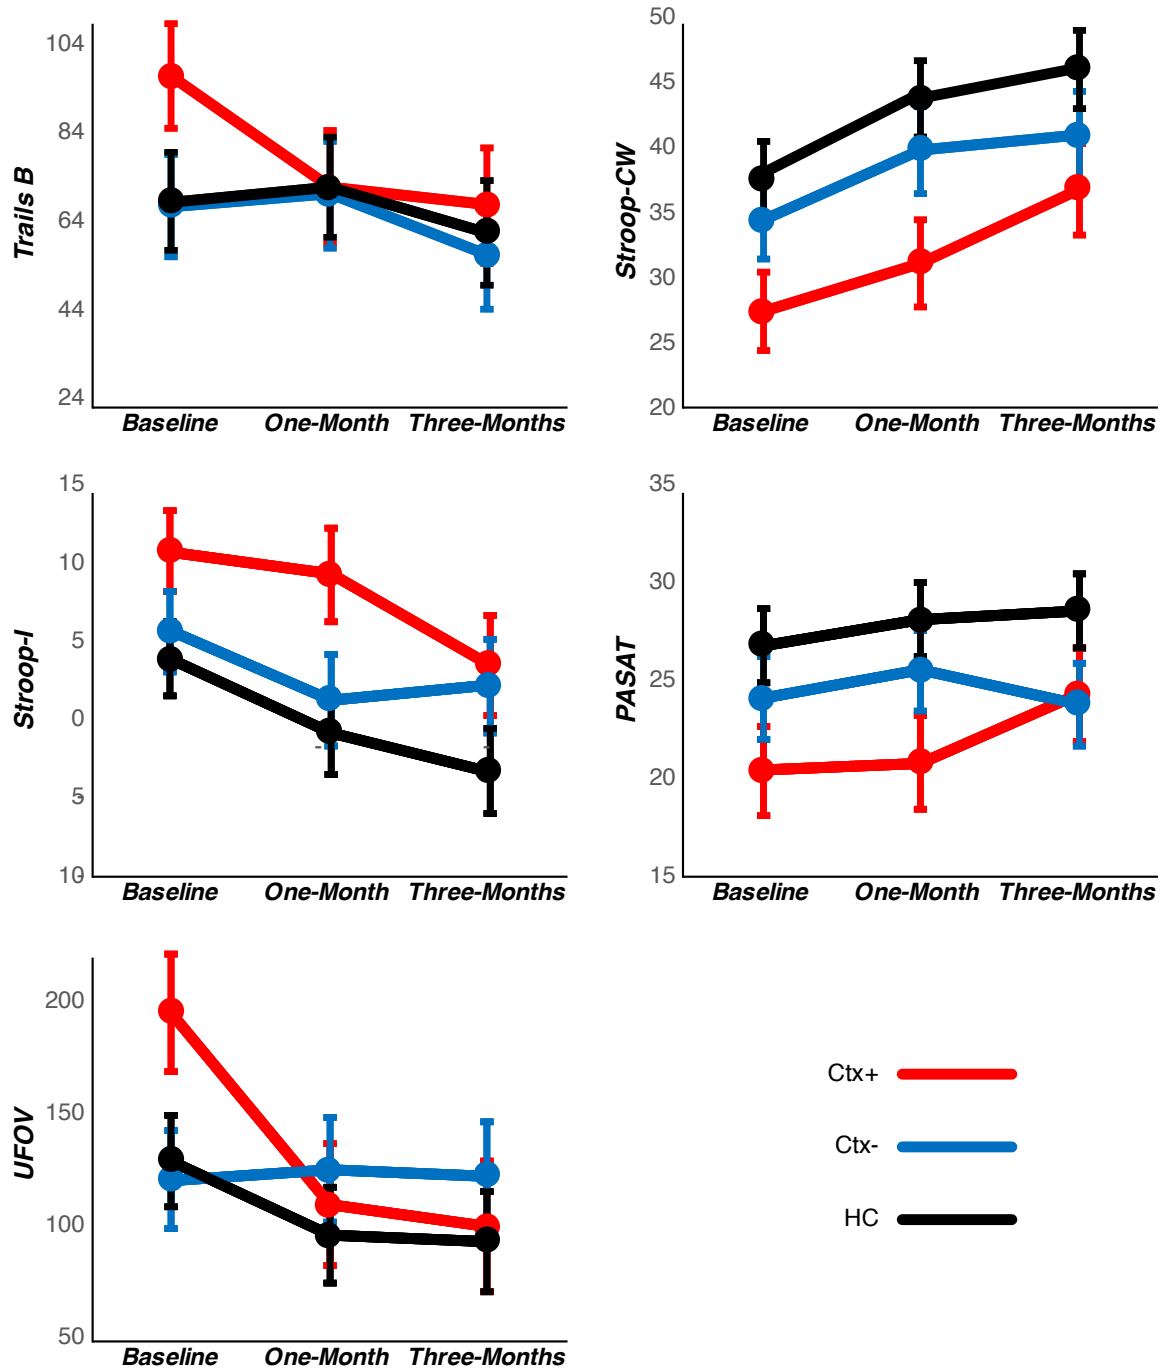 104
84
64
44
24
Trails B
Baseline One-Month Three-Months
50
45
40
35
30
25
20
Stroop-CW
Baseline One-Month Three-Months
15
10
5
0
5
10
Stroop-I
Baseline One-Month Three-Months
35
30
25
20
15
PASAT
Baseline One-Month Three-Months
200
150
100
50
UFOV
Baseline One-Month Three-Months
Ctx+
Ctx-
HC